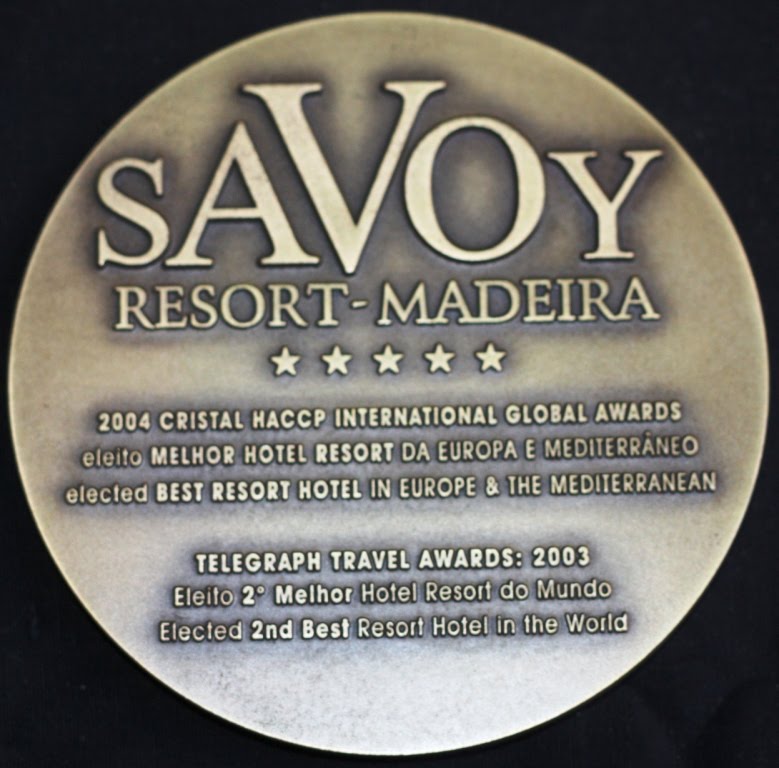 SAVOY
RESORT-MADEIRA
★ ★ ★ ★ ★
2004 CRISTAL HACCP INTERNATIONAL GLOBAL AWARDS
eleito MELHOR HOTEL RESORT DA EUROPA E MEDITERRÂNEO
elected BEST RESORT HOTEL IN EUROPE & THE MEDITERRANEAN
TELEGRAPH TRAVEL AWARDS: 2003
Eleito 2º Melhor Hotel Resort do Mundo
Elected 2nd Best Resort Hotel in the World